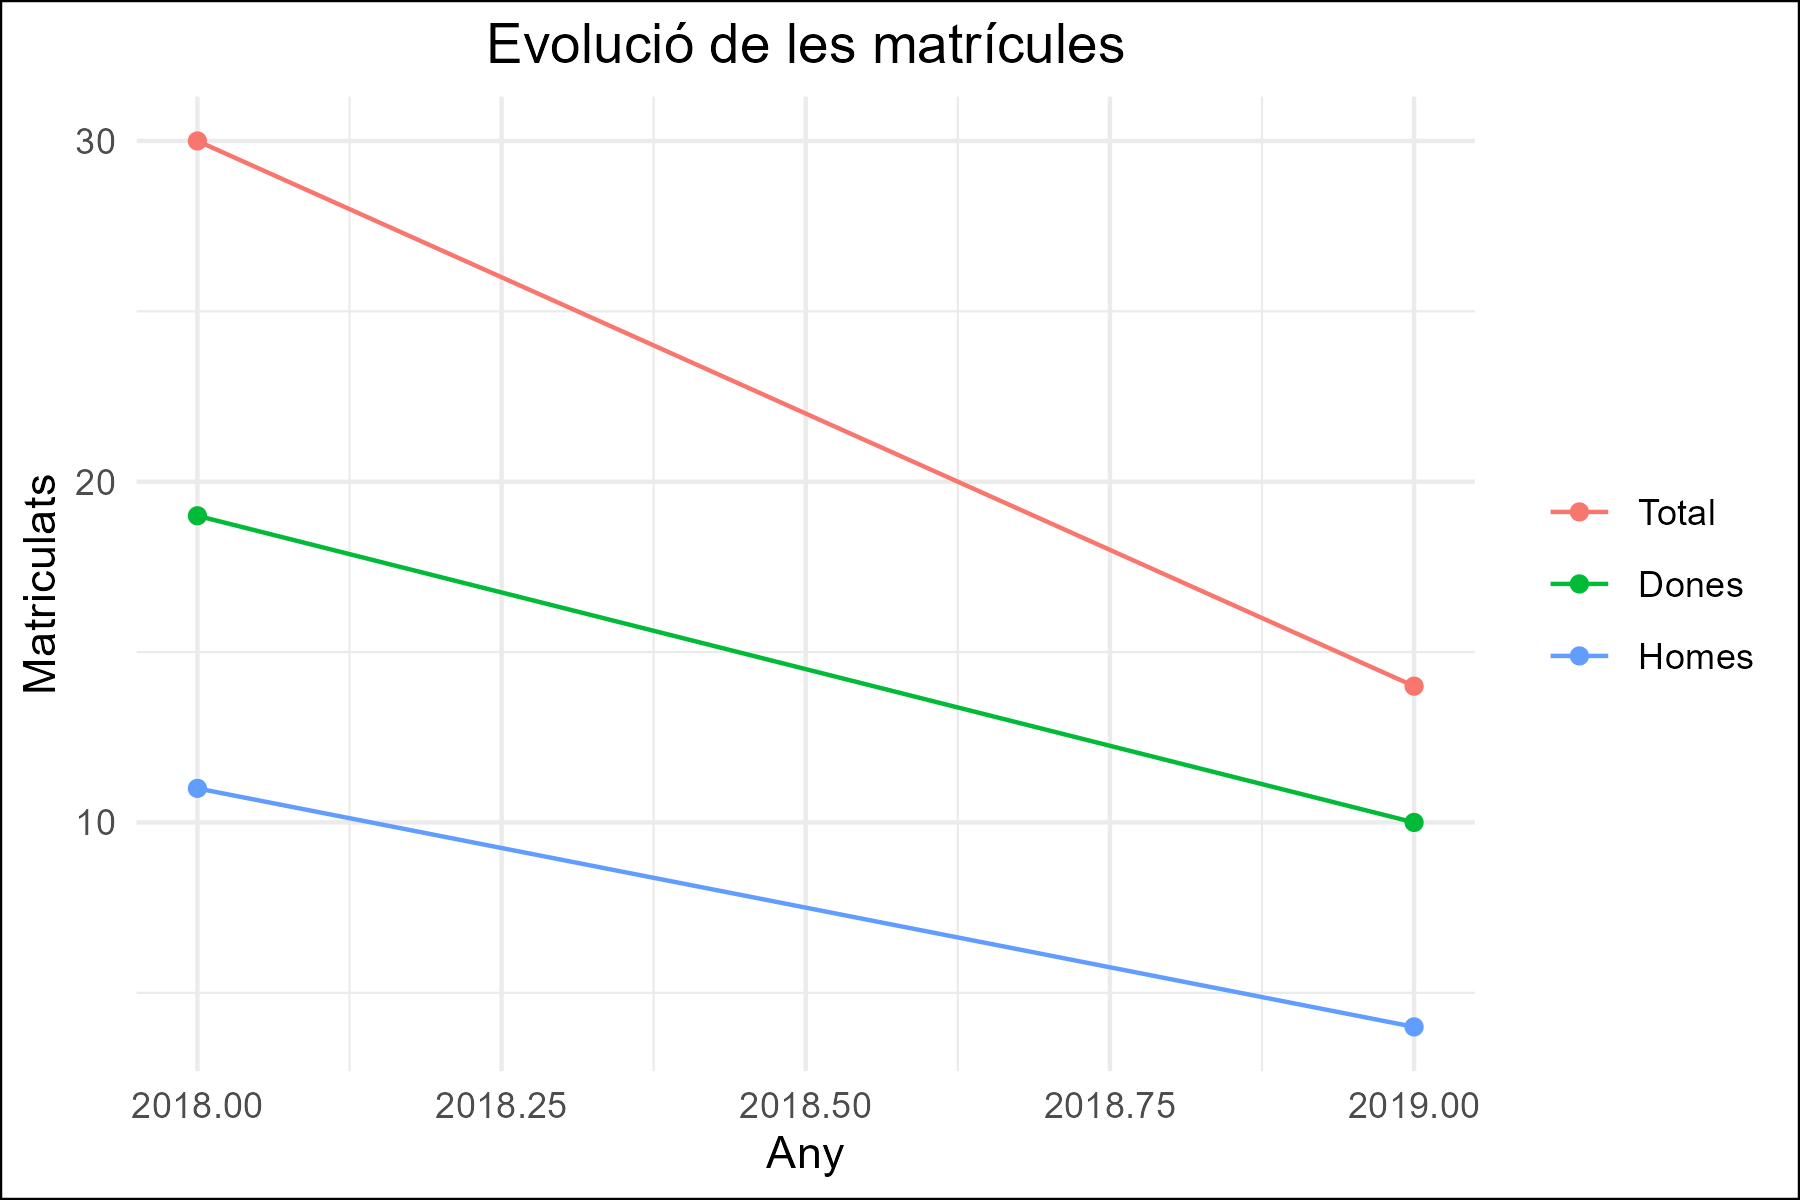 Evolució de les matrícules
Matriculats
30
20
10
2018.00
2018.25
2018.50
2018.75
2019.00
Any
Total
Dones
Homes